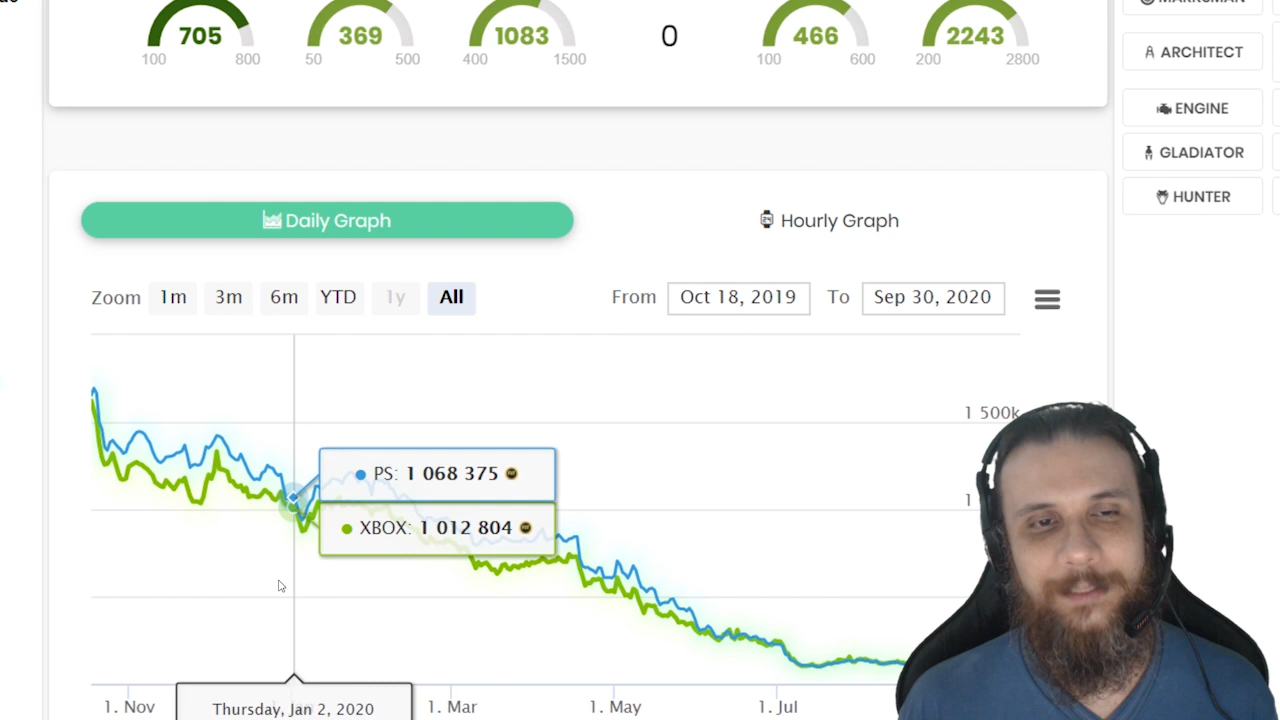 MARKSMAN
705
369
1083
0
466
2243
100
800
50
500
400
1500
100
600
200
2800
ARCHITECT
ENGINE
GLADIATOR
HUNTER
Daily Graph
Hourly Graph
Zoom 1m 3m 6m YTD 1y All
From Oct 18, 2019 To Sep 30, 2020
1 500k
PS: 1 068 375
1
XBOX: 1 012 804
1. Nov
1. Mar
1. May
1. Jul
Thursday, Jan 2, 2020